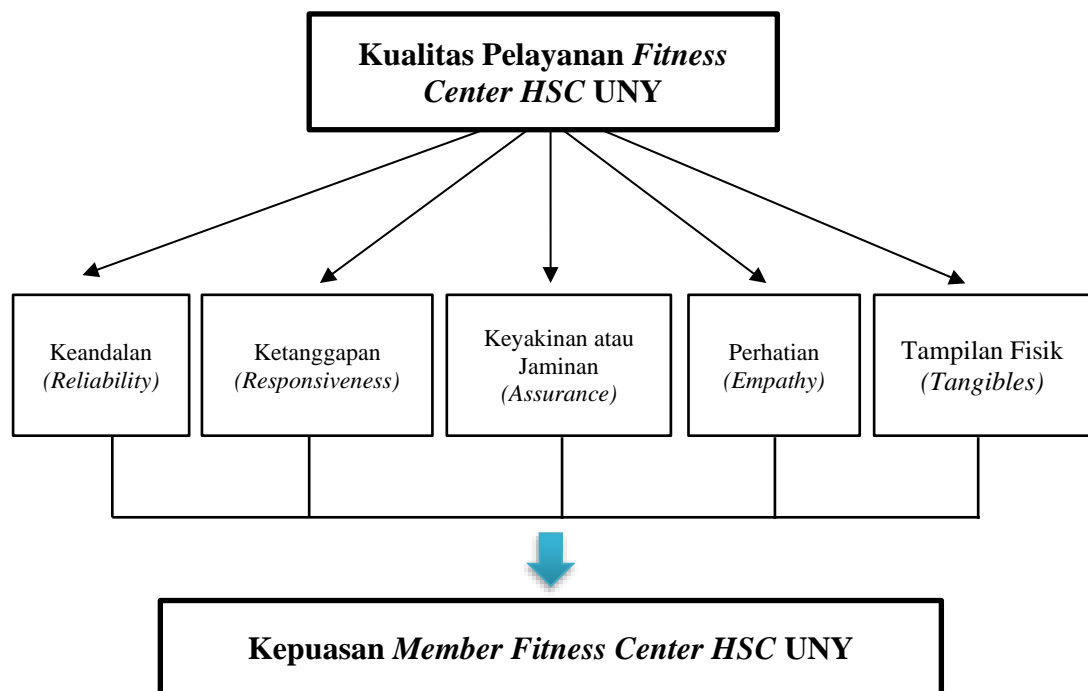 Kualitas Pelayanan Fitness
Center HSC UNY
Keandalan
(Reliability)
Ketanggapan
(Responsiveness)
Keyakinan atau
Jaminan
(Assurance)
Perhatian
(Empathy)
Tampilan Fisik
(Tangibles)
Kepuasan Member Fitness Center HSC UNY